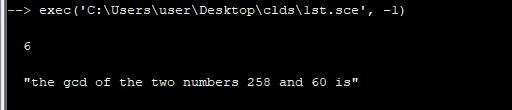 --> exec('C:\Users\user\Desktop\clds\1st.sce', -1)
6
"the gcd of the two numbers 258 and 60 is"